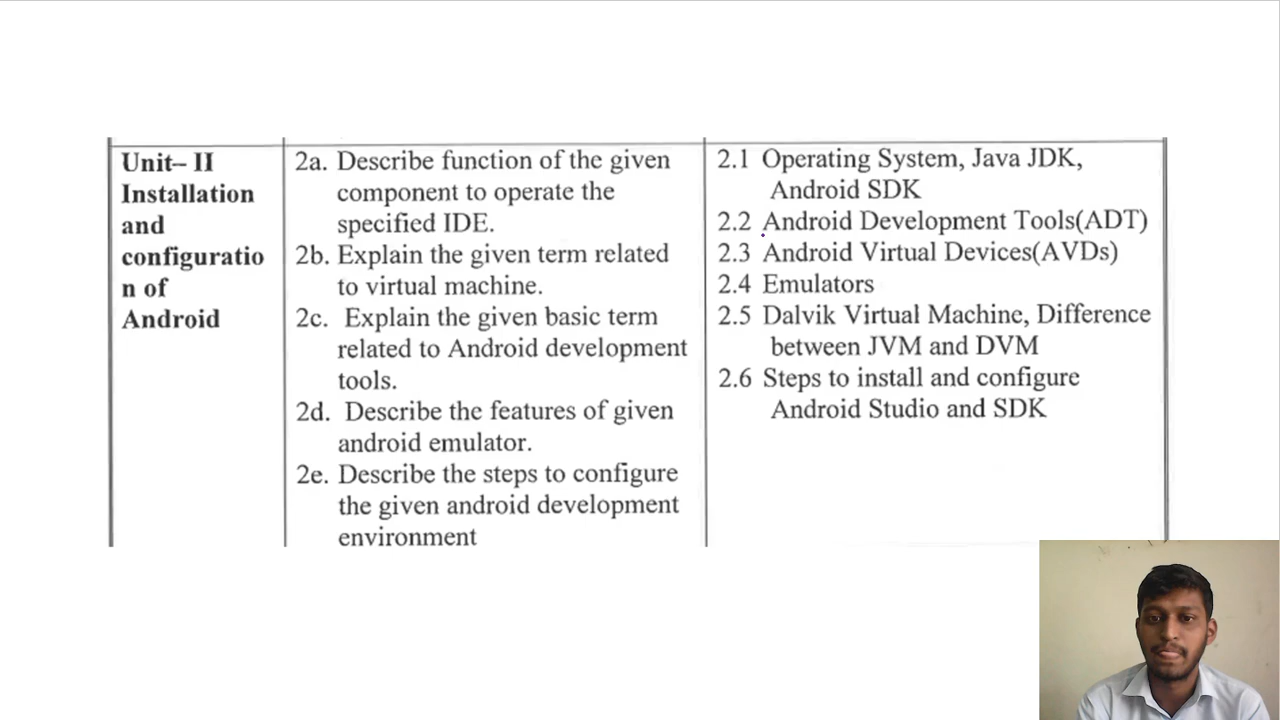 Unit– II
Installation
and
configuratio
n of
Android
2a. Describe function of the given
component to operate the
specified IDE.
2b. Explain the given term related
to virtual machine.
2c. Explain the given basic term
related to Android development
tools.
2d. Describe the features of given
android emulator.
2e. Describe the steps to configure
the given android development
environment
2.1 Operating System, Java JDK,
Android SDK
2.2 Android Development Tools(ADT)
2.3 Android Virtual Devices(AVDs)
2.4 Emulators
2.5 Dalvik Virtual Machine, Difference
between JVM and DVM
2.6 Steps to install and configure
Android Studio and SDK